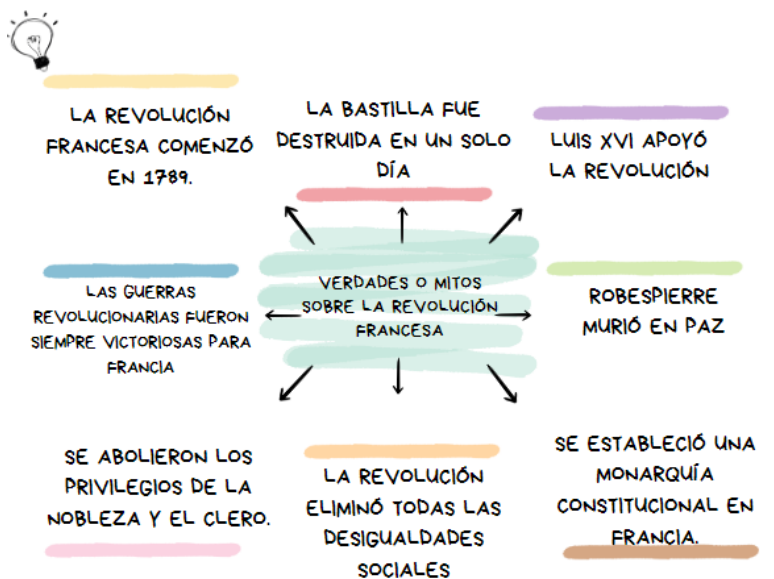 LA REVOLUCIÓN
FRANCESA COMENZÓ
EN 1789.
LA BASTILLA FUE
DESTRUIDA EN UN SOLO
DÍA
LUIS XVI APOYÓ
LA REVOLUCIÓN
LAS GUERRAS
REVOLUCIONARIAS FUERON
SIEMPRE VICTORIOSAS PARA
FRANCIA
VERDADES O MITOS
SOBRE LA REVOLUCIÓN
FRANCESA
ROBESPIERRE
MURIÓ EN PAZ
SE ABOLIERON LOS
PRIVILEGIOS DE LA
NOBLEZA Y EL CLERO.
LA REVOLUCIÓN
ELIMINÓ TODAS LAS
DESIGUALDADES
SOCIALES
SE ESTABLECIÓ UNA
MONARQUÍA
CONSTITUCIONAL EN
FRANCIA.